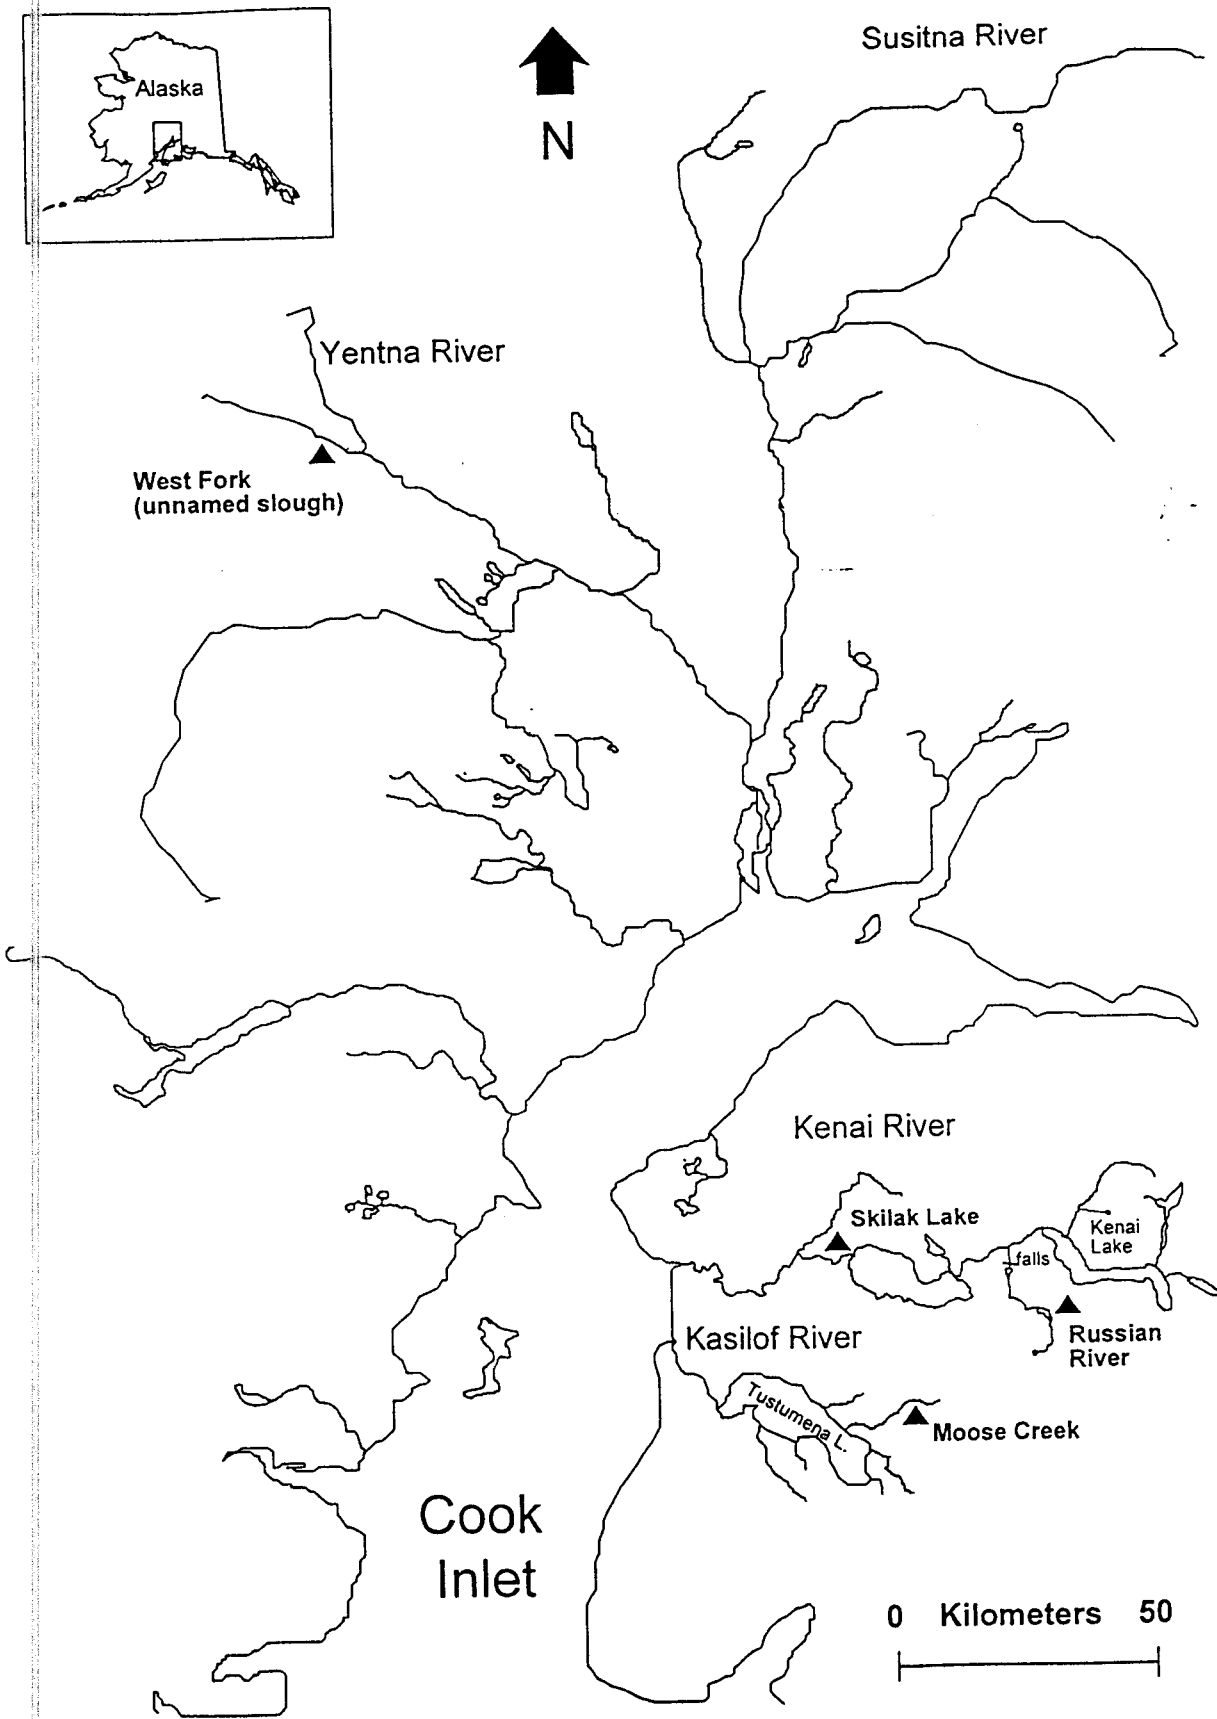 Susitna River
Alaska
N
Yentna River
West Fork
(unnamed slough)
Kenai River
Skilak Lake
Kenai
Lake
falls
Russian
River
Kasilof River
Tustumena L.
Moose Creek
Cook
Inlet
0 Kilometers 50